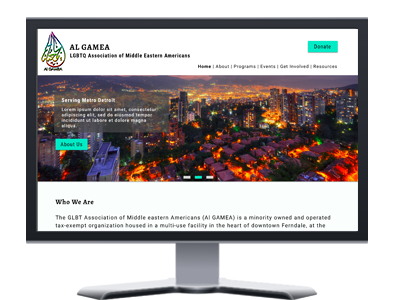 AL GAMEA
Donate
LGBTQ Association of Middle Eastern Americans
Al GAMEA
Home | About | Programs | Events | Get Involved | Resources
Serving Metro Detroit
Lorem ipsum dolor sit amet, consectetur
adipiscing elit, sed do eiusmod tempor
incididunt ut labore et dolore magna
aliqua.
About Us
Who We Are
The GLBT Association of Middle eastern Americans (Al GAMEA) is a minority owned and operated
tax-exempt organization housed in a multi-use facility in the heart of downtown Ferndale, at the